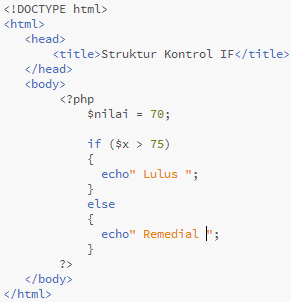 <!DOCTYPE html>
<html>
<head>
<title>Struktur Kontrol IF</title>
</head>
<body>
<?php
$nilai = 70;
if ($x > 75)
{
echo" Lulus ";
}
else
{
echo" Remedial ";
}
?>
</body>
</html>